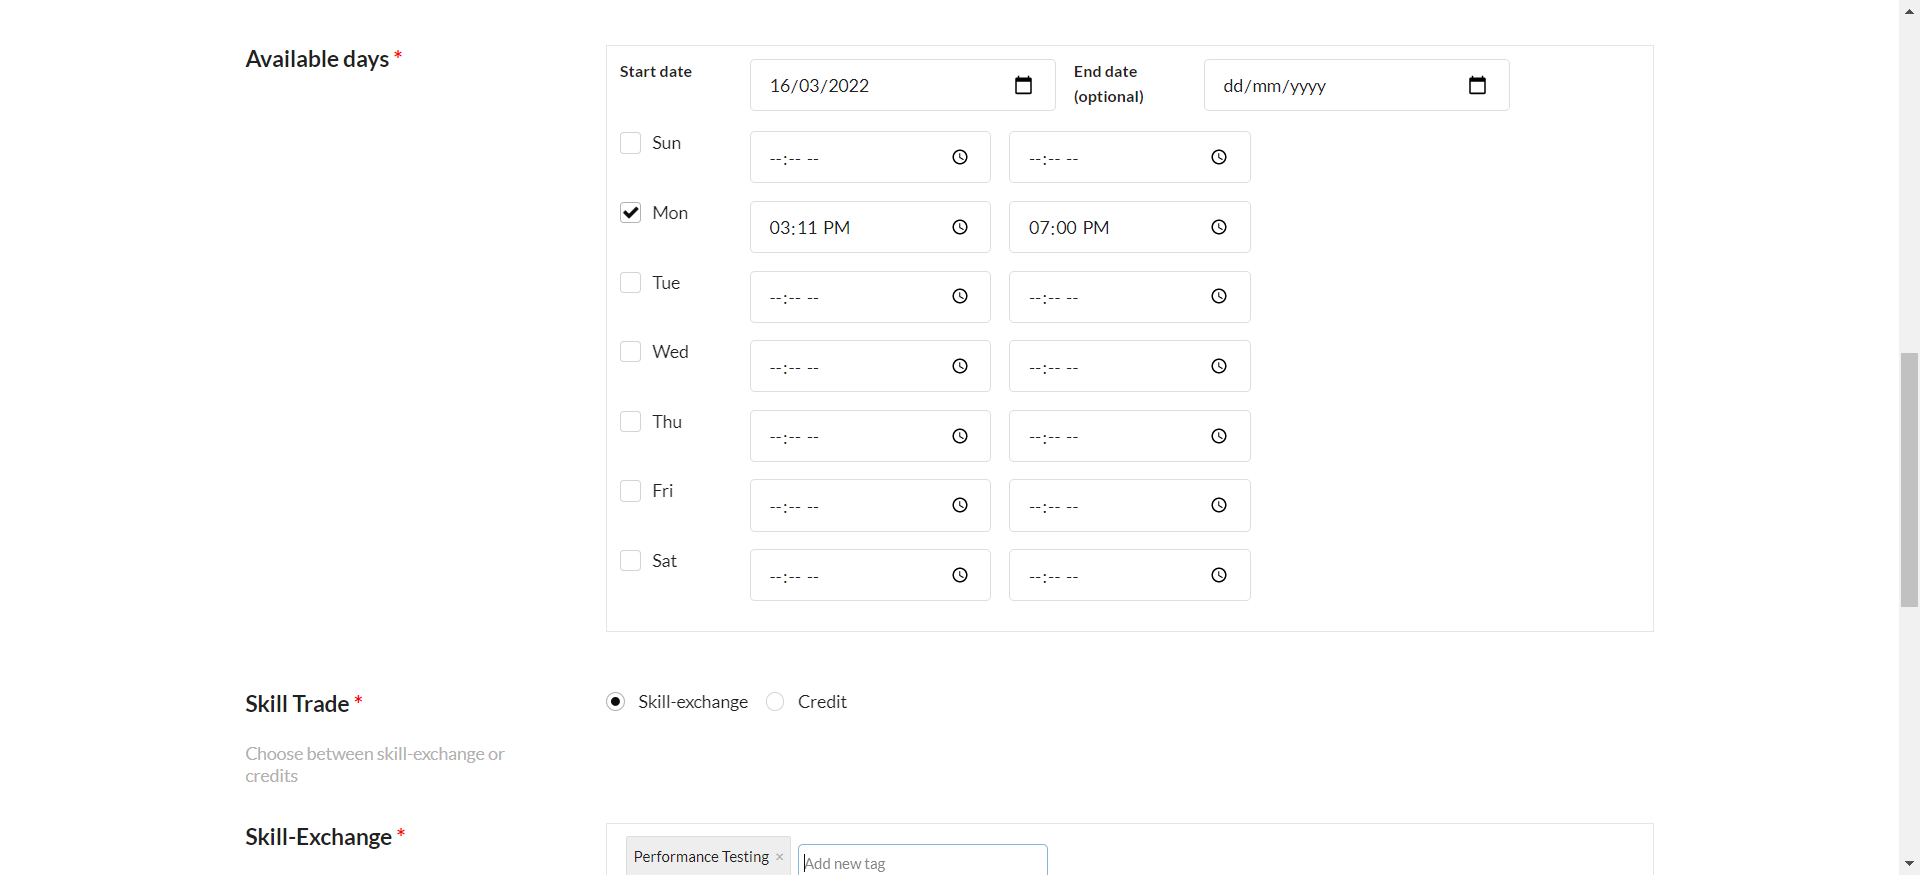 Available days *
Start date 16/03/2022 End date
(optional) dd/mm/yyyy
Sun --:-- -- --:-- --
Mon 03:11 PM 07:00 PM
Tue --:-- -- --:-- --
Wed --:-- -- --:-- --
Thu --:-- -- --:-- --
Fri --:-- -- --:-- --
Sat --:-- -- --:-- --
Skill Trade * Skill-exchange Credit
Choose between skill-exchange or
credits
Skill-Exchange *
Performance Testing × Add new tag